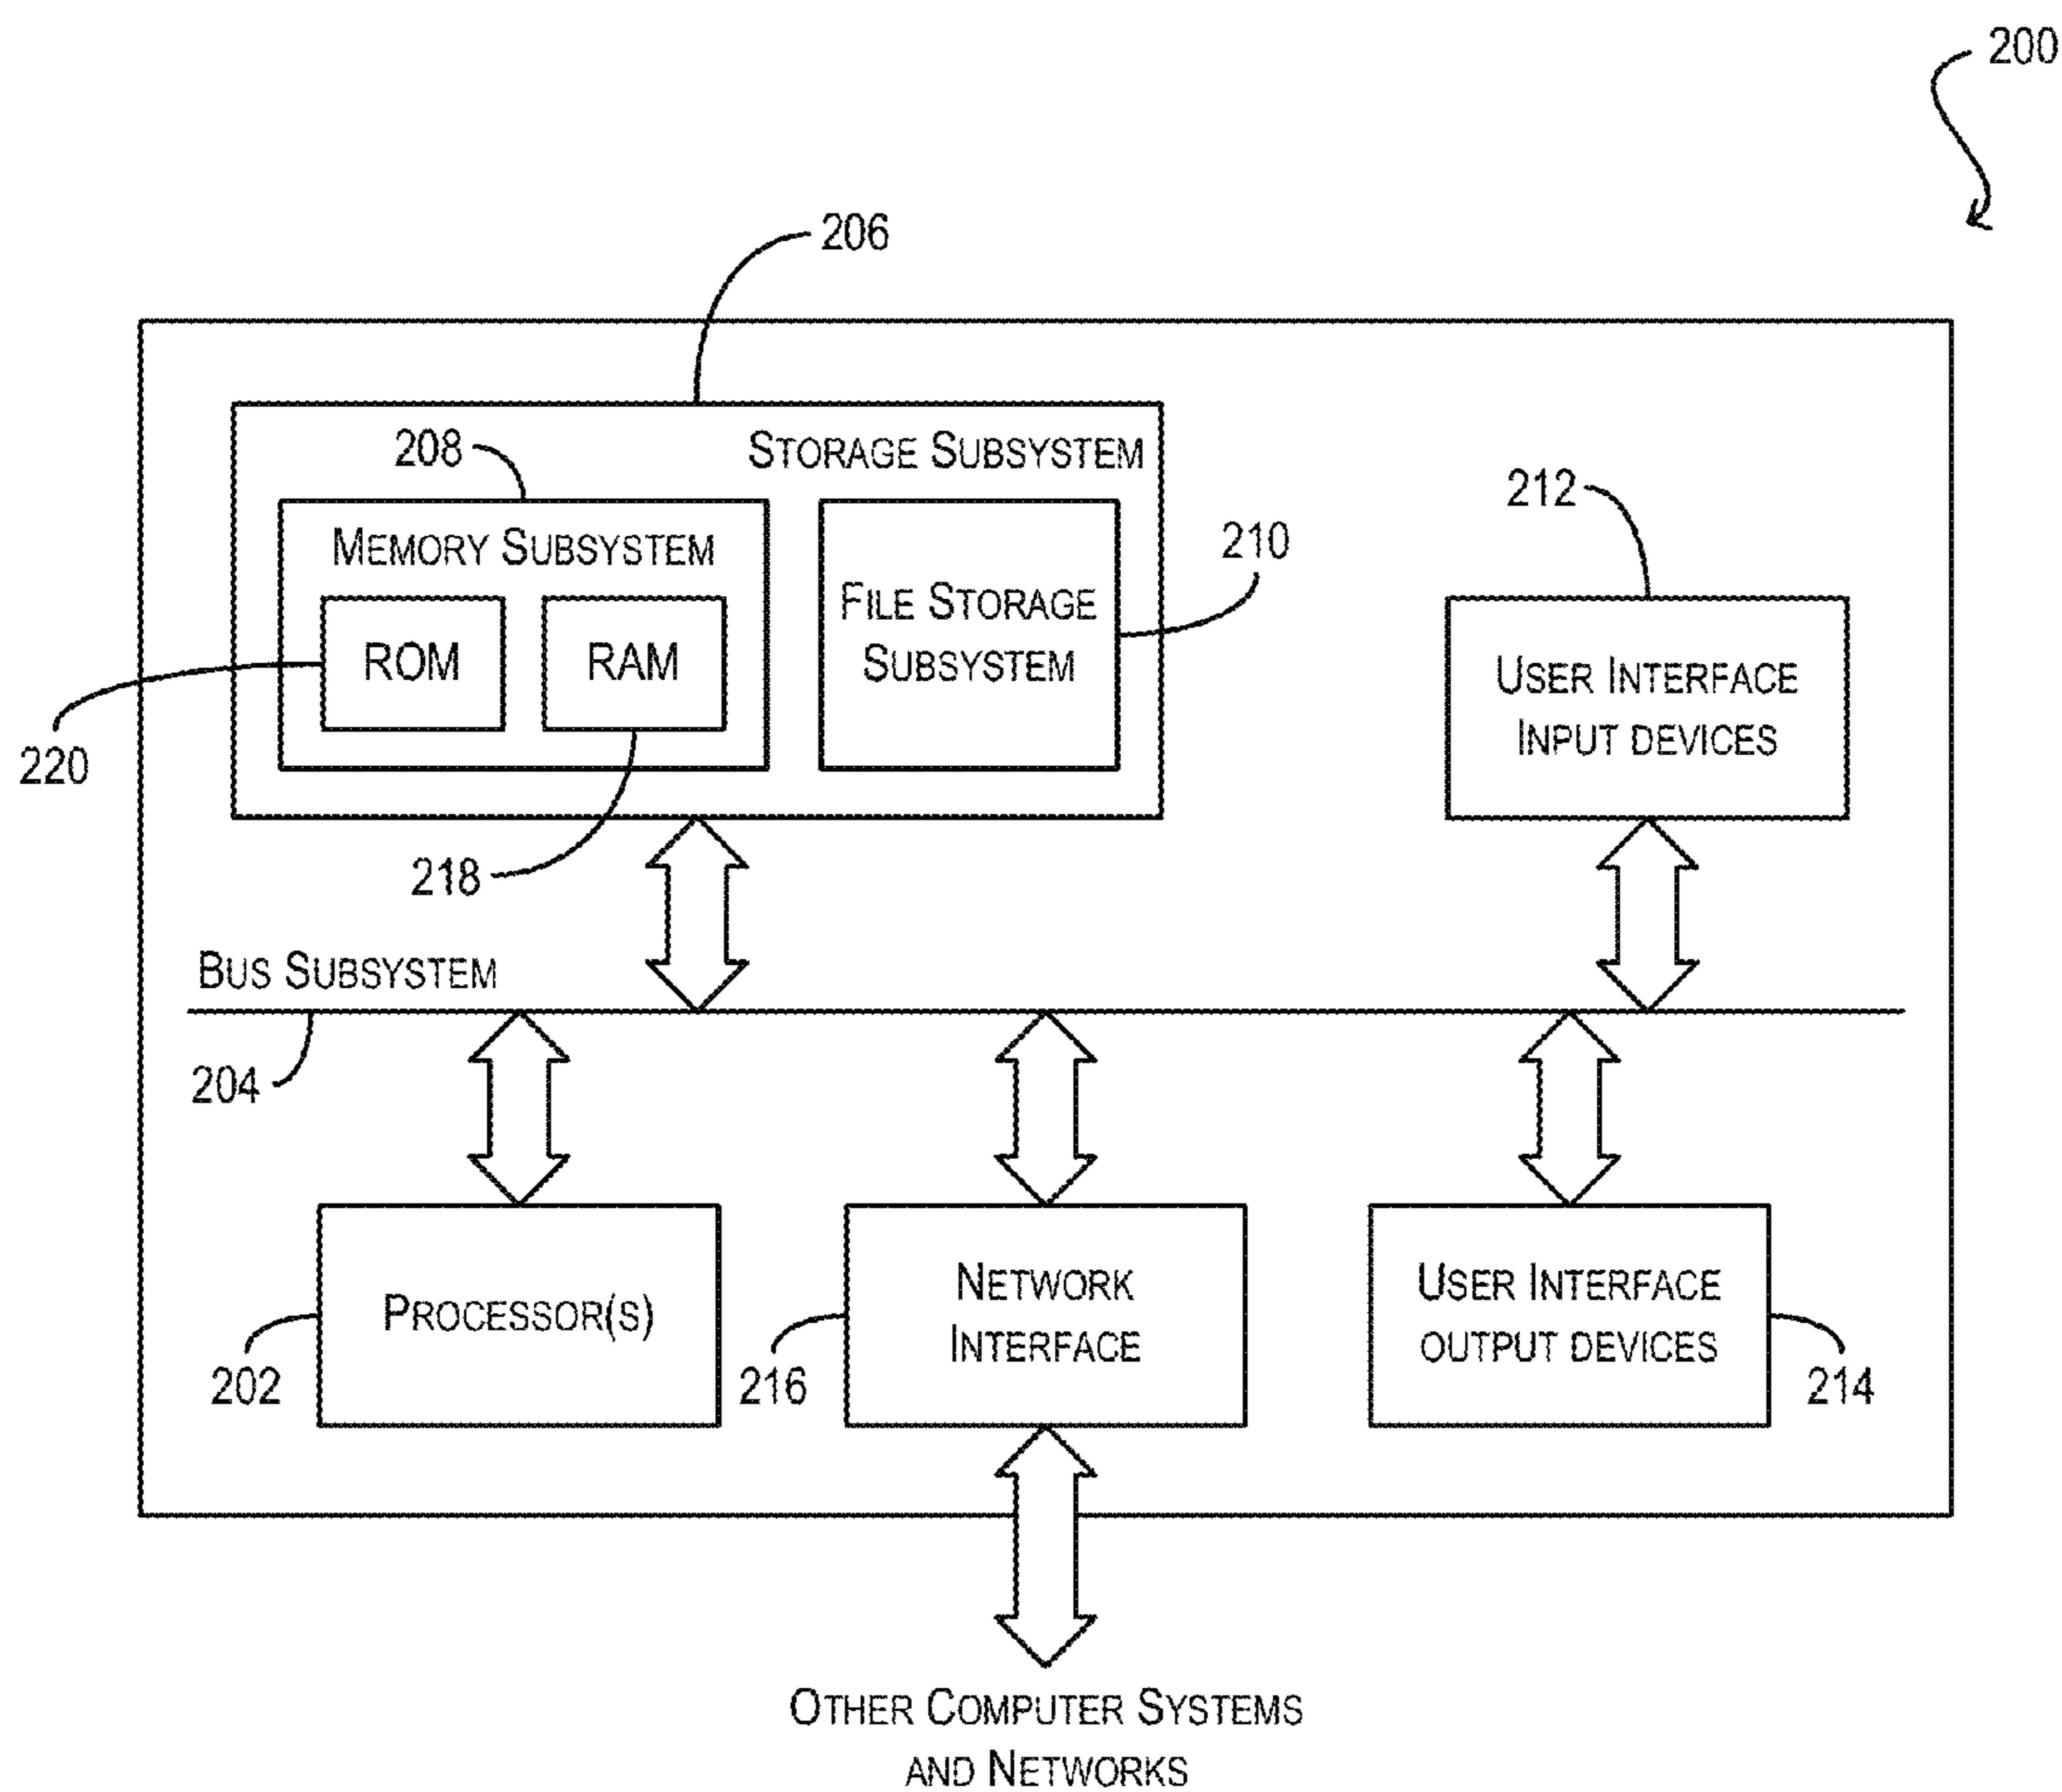 200
206
208
STORAGE SUBSYSTEM
212
MEMORY SUBSYSTEM
210
FILE STORAGE
SUBSYSTEM
ROM
RAM
USER INTERFACE
INPUT DEVICES
220
218
BUS SUBSYSTEM
204
PROCESSOR(S)
NETWORK
INTERFACE
USER INTERFACE
OUTPUT DEVICES
202
216
214
OTHER COMPUTER SYSTEMS
AND NETWORKS